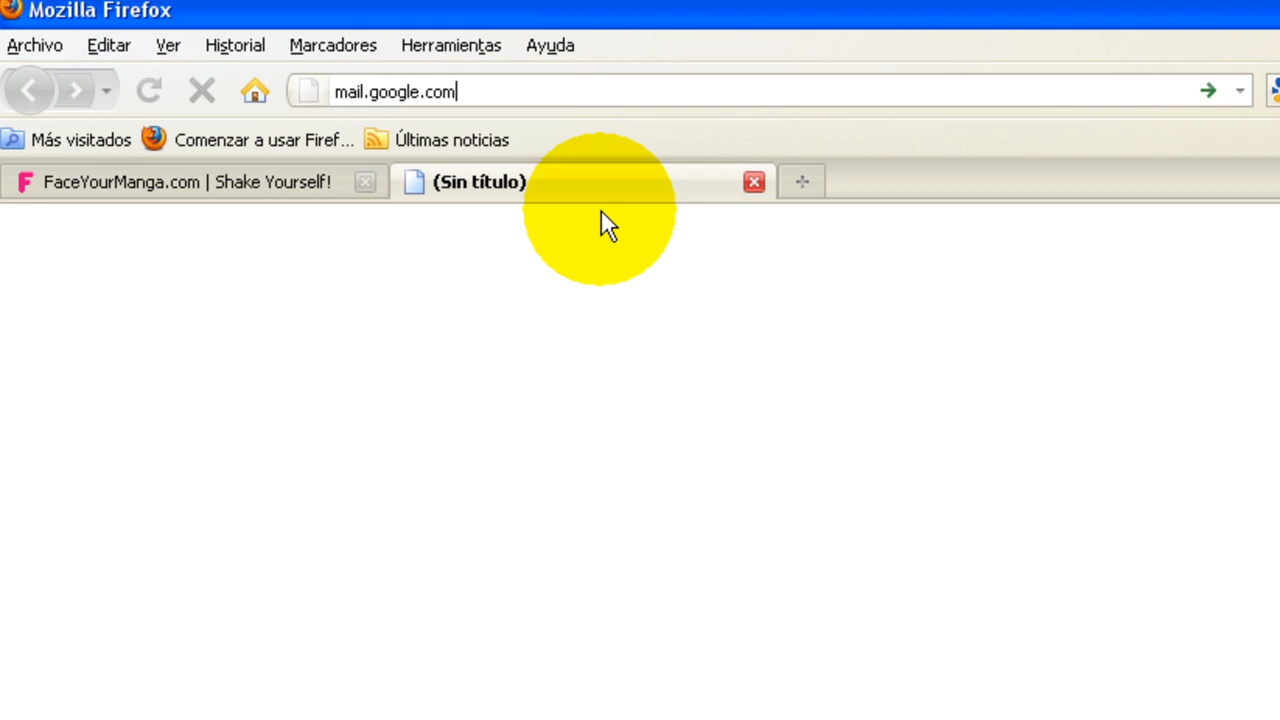 Mozilla Firefox
Archivo Editar Ver Historial Marcadores Herramientas Ayuda
mail.google.com
Más visitados Comenzar a usar Firef... Últimas noticias
FaceYourManga.com | Shake Yourself! (Sin título)